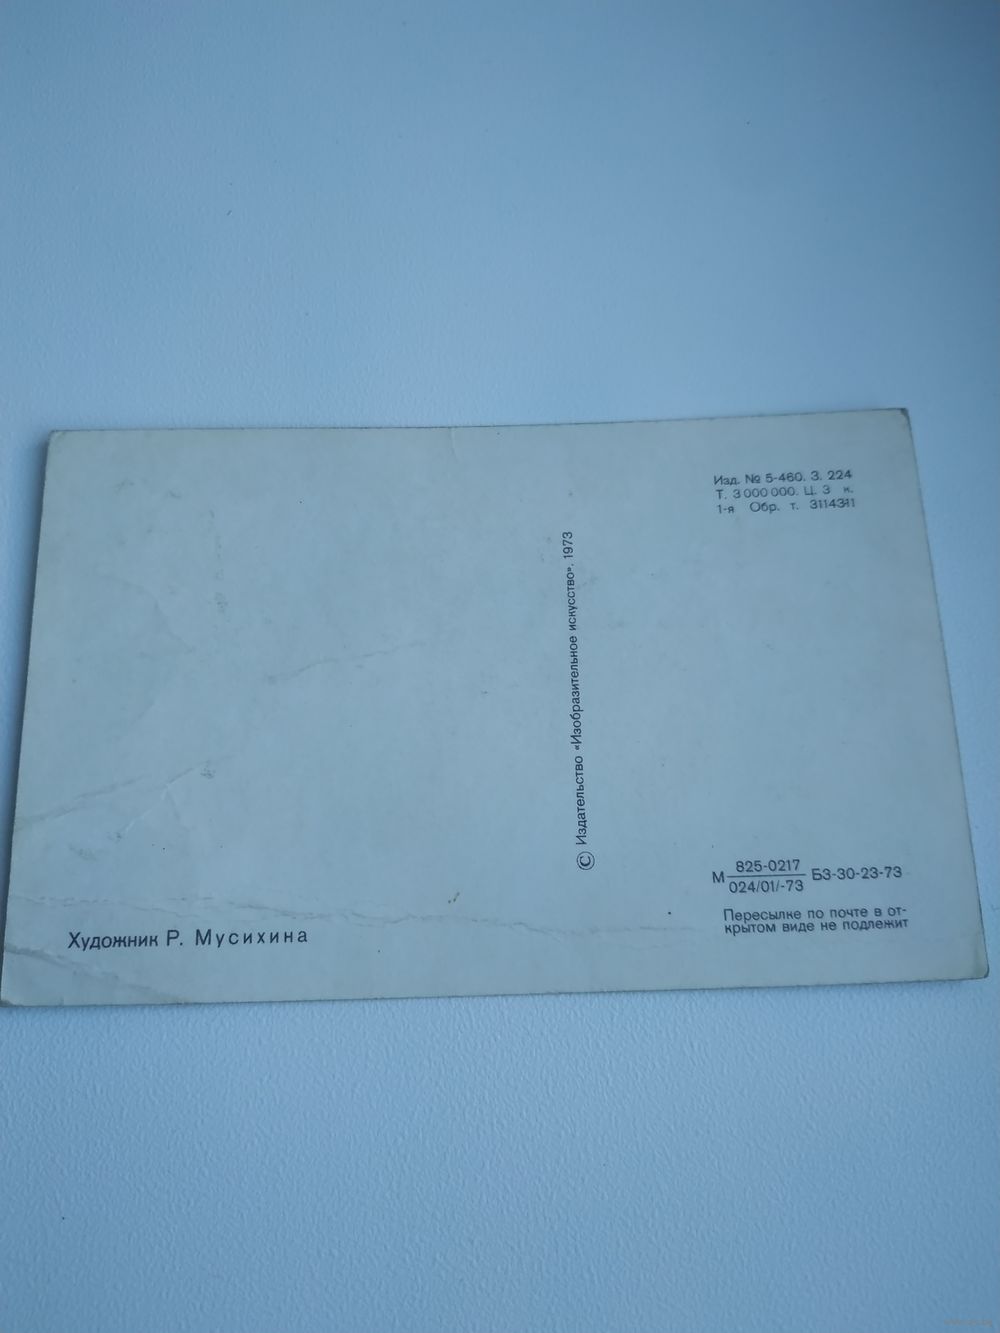 Изд. № 5-460. З. 224
Т. 3 000 000. Ц. 3 к.
1-я Обр. т. 3114311
© Издательство «Изобразительное искусство», 1973
М 825-0217 БЗ-30-23-73
024/01/-73
Пересылке по почте в от-
крытом виде не подлежит
Художник Р. Мусихина